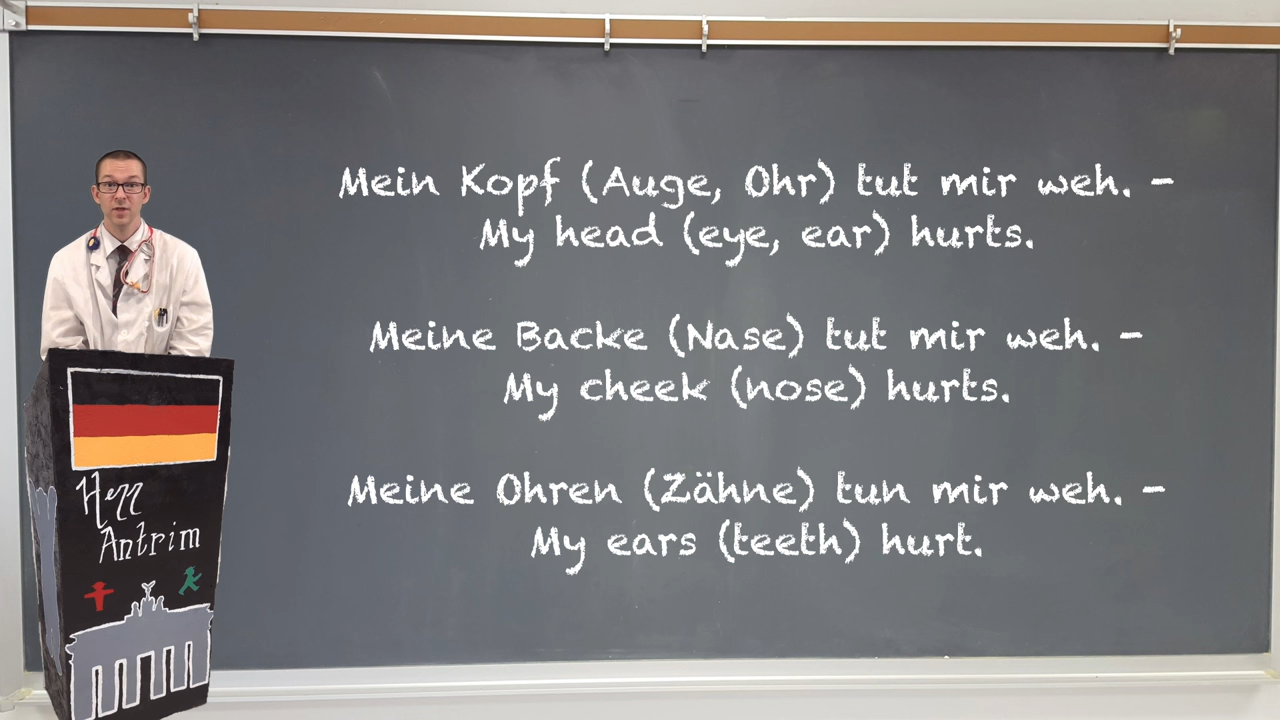 Mein Kopf (Auge, Ohr) tut mir weh. -
My head (eye, ear) hurts.
Meine Backe (Nase) tut mir weh. -
My cheek (nose) hurts.
Meine Ohren (Zähne) tun mir weh. -
My ears (teeth) hurt.
Herr
Antrim